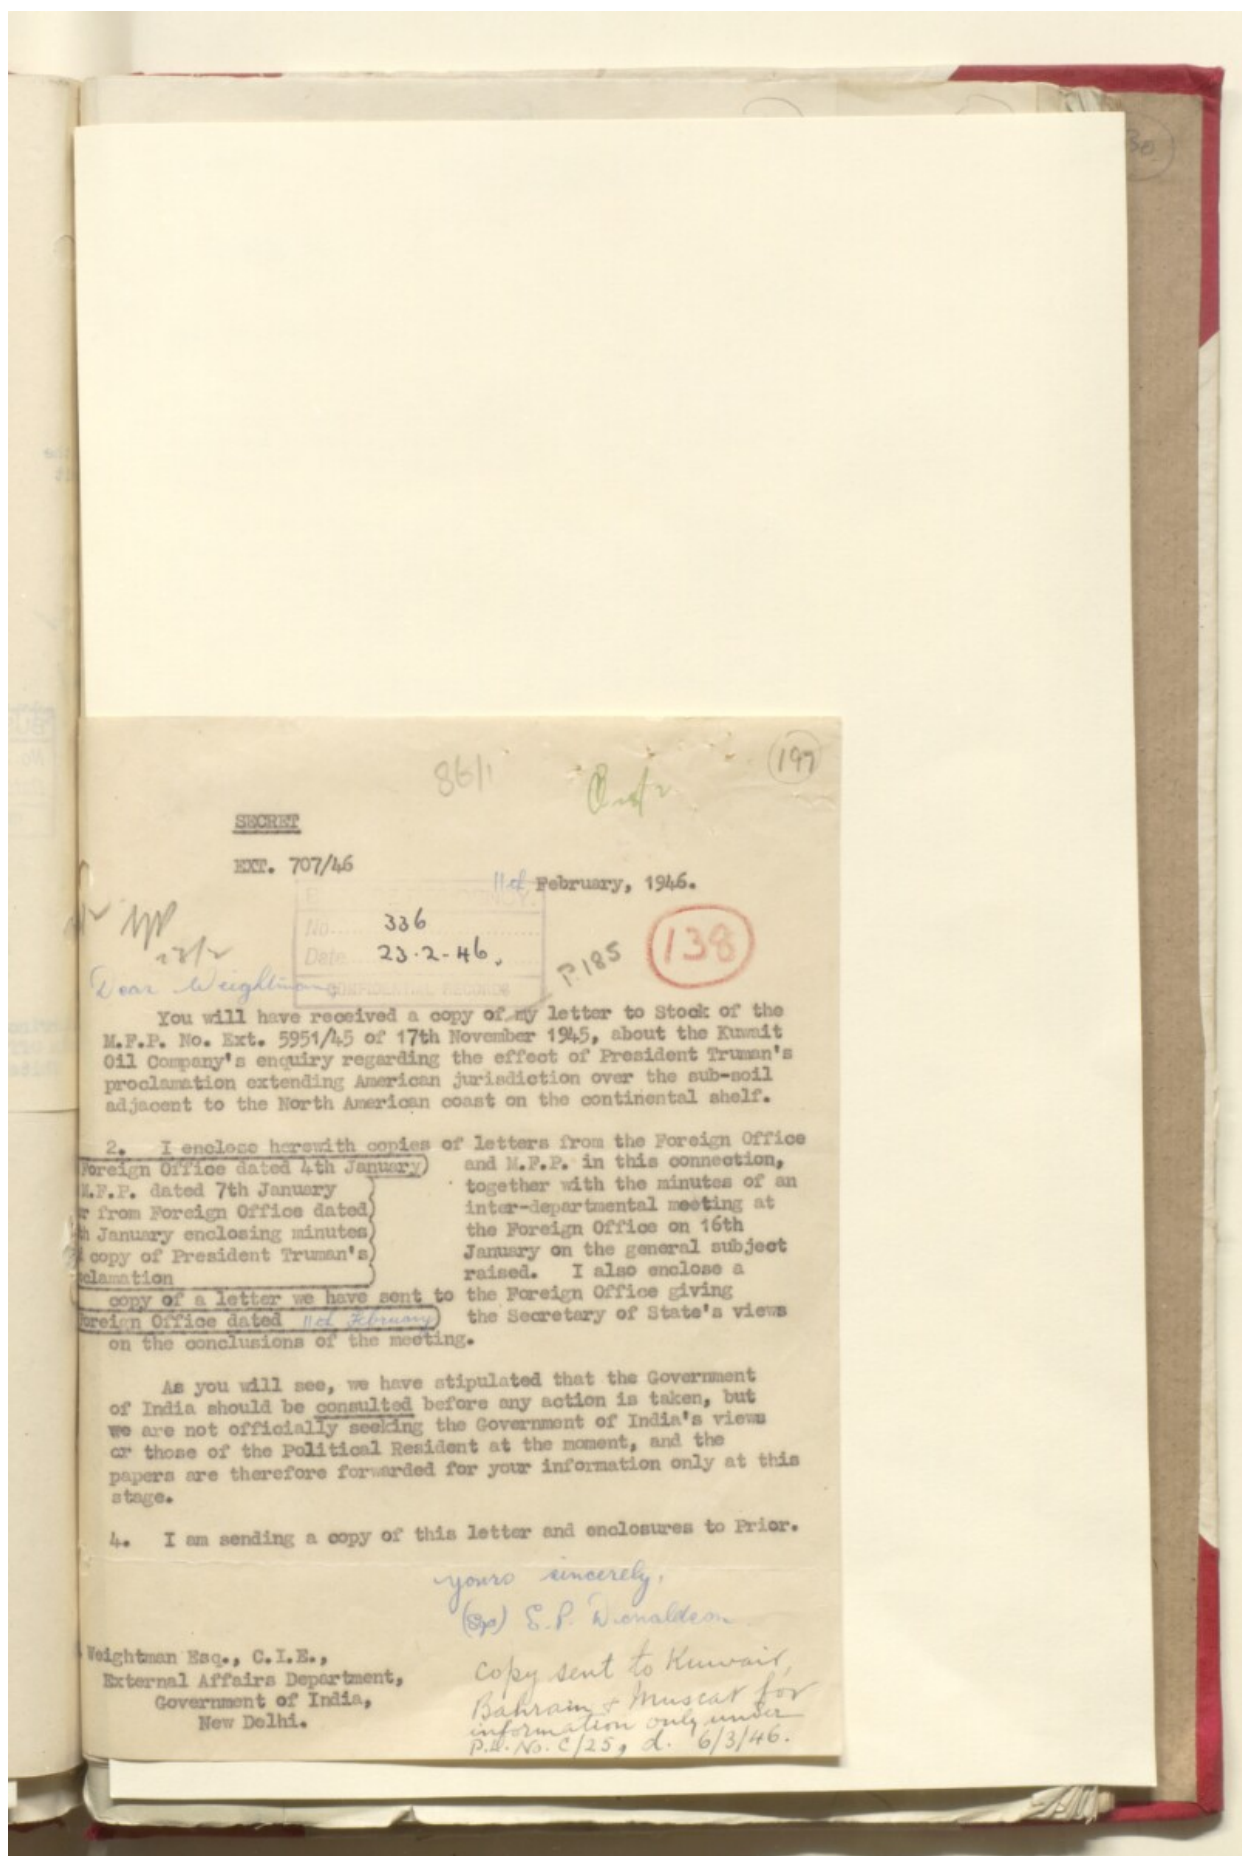 30
197
86/1
SECRET
EXT. 707/46
11th February, 1946.
No. 336
Date 23.2-46.
CONFIDENTIAL RECORDS
P.185
138
Dear Weightman,
You will have received a copy of my letter to Stock of the
M.F.P. No. Ext. 5951/45 of 17th November 1945, about the Kuwait
Oil Company's enquiry regarding the effect of President Truman's
proclamation extending American jurisdiction over the sub-soil
adjacent to the North American coast on the continental shelf.
2. I enclose herewith copies of letters from the Foreign Office
Foreign Office dated 4th January) and M.F.P. in this connection,
M.F.P. dated 7th January together with the minutes of an
r from Foreign Office dated) inter-departmental meeting at
h January enclosing minutes) the Foreign Office on 16th
copy of President Truman's) January on the general subject
clamation ) raised. I also enclose a
copy of a letter we have sent to the Foreign Office giving
oreign Office dated 11th February) the Secretary of State's views
on the conclusions of the meeting.
As you will see, we have stipulated that the Government
of India should be consulted before any action is taken, but
we are not officially seeking the Government of India's views
or those of the Political Resident at the moment, and the
papers are therefore forwarded for your information only at this
stage.
4. I am sending a copy of this letter and enclosures to Prior.
Yours sincerely,
(Sgd) E.P. Donaldson
Weightman Esq., C.I.E.,
External Affairs Department,
Government of India,
New Delhi.
Copy sent to Kuwait,
Bahrain & Muscat for
information only under
P.L. No. C/25, d. 6/3/46.